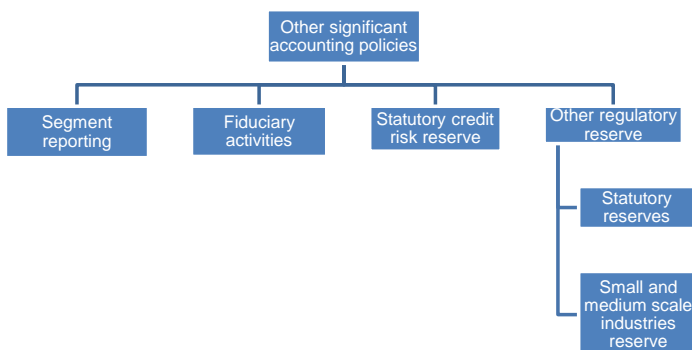 Other significant
accounting policies
Segment
reporting
Fiduciary
activities
Statutory credit
risk reserve
Other regulatory
reserve
Statutory
reserves
Small and
medium scale
industries
reserve